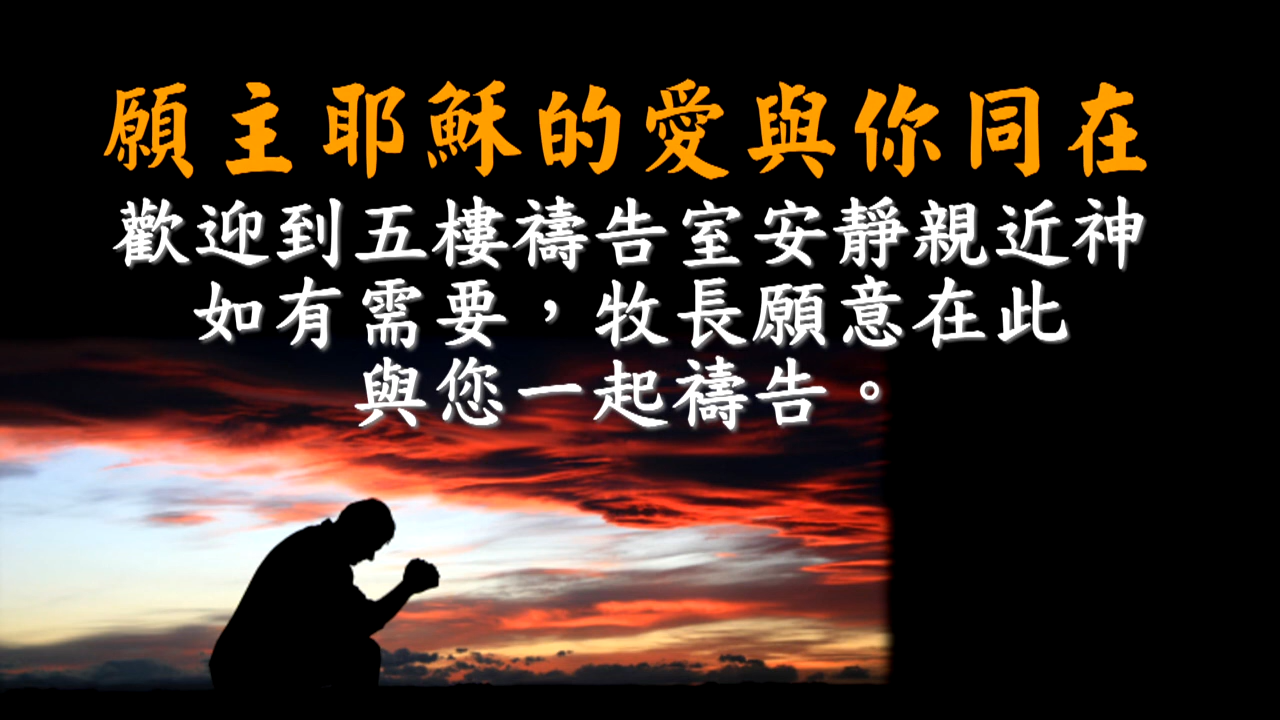 願主耶穌的愛與你同在
歡迎到五樓禱告室安靜親近神
如有需要，牧長願意在此
與您一起禱告。